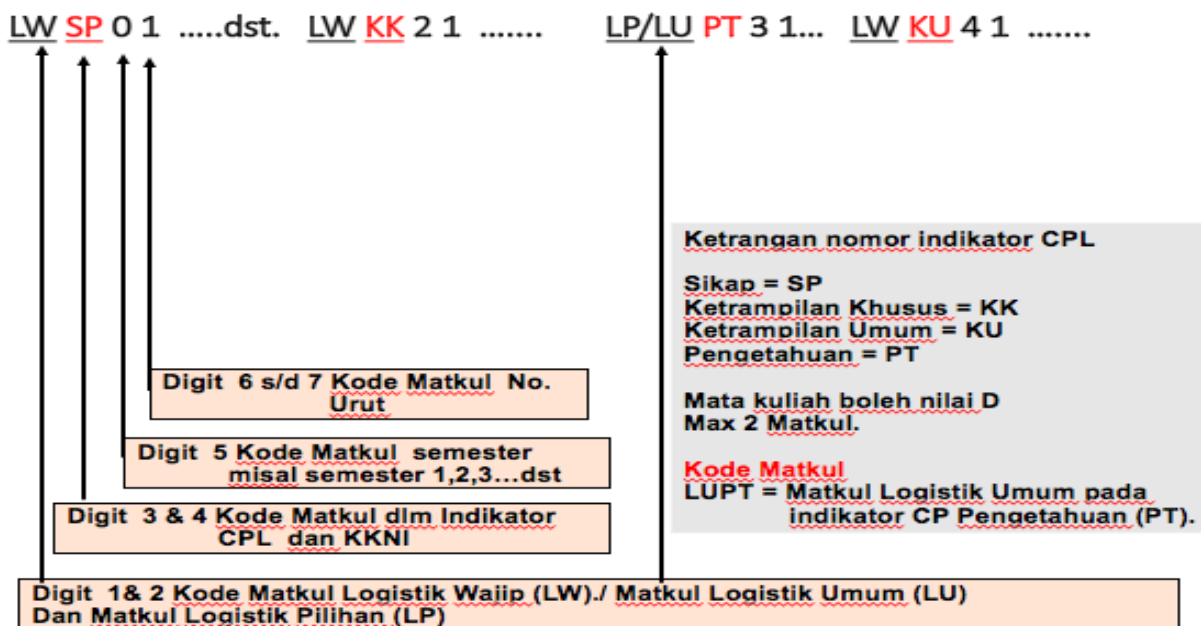 LW SP 0 1 .....dst. LW KK 2 1 ....... LP/LU PT 3 1... LW KU 4 1 .......
Ketrangan nomor indikator CPL
Sikap = SP
Ketrampilan Khusus = KK
Ketrampilan Umum = KU
Pengetahuan = PT
Mata kuliah boleh nilai D
Max 2 Matkul.
Kode Matkul
LUPT = Matkul Logistik Umum pada
indikator CP Pengetahuan (PT).
Digit 6 s/d 7 Kode Matkul No.
Urut
Digit 5 Kode Matkul semester
misal semester 1,2,3...dst
Digit 3 & 4 Kode Matkul dlm Indikator
CPL dan KKNI
Digit 1& 2 Kode Matkul Logistik Wajip (LW)./ Matkul Logistik Umum (LU)
Dan Matkul Logistik Pilihan (LP)